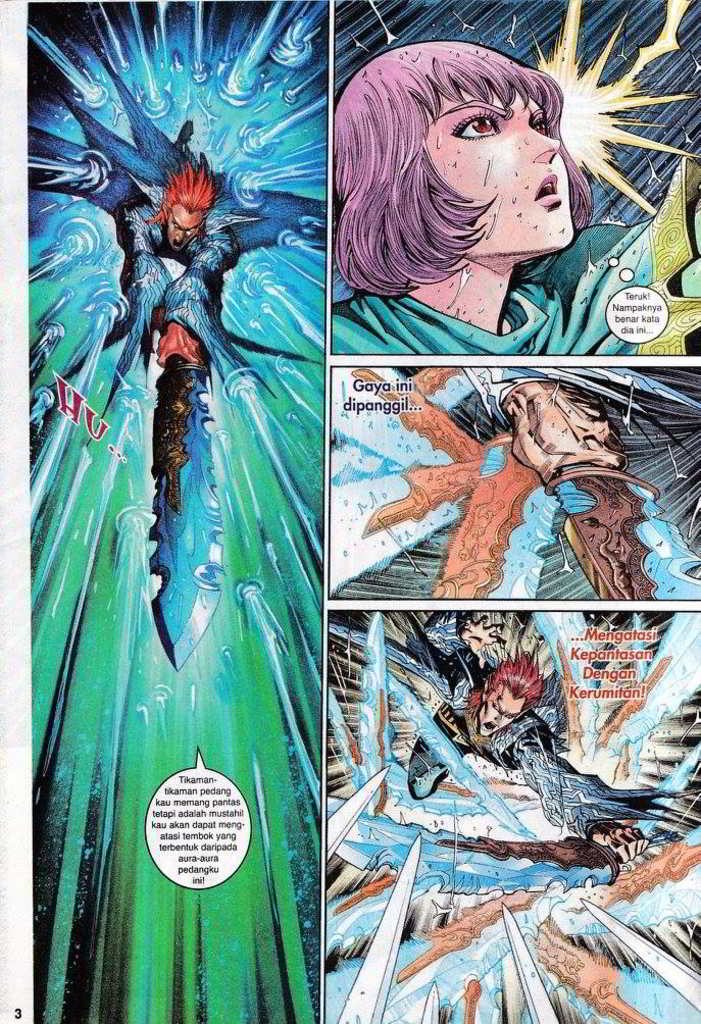 HU...
Tikaman-
tikaman pedang
kau memang pantas
tetapi adalah mustahil
kau akan dapat meng-
atasi tembok yang
terbentuk daripada
aura-aura
pedangku
ini!
Teruk!
Nampaknya
benar kata
dia ini...
Gaya ini
dipanggil...
...Mengatasi
Kepantasan
Dengan
Kerumitan!
3